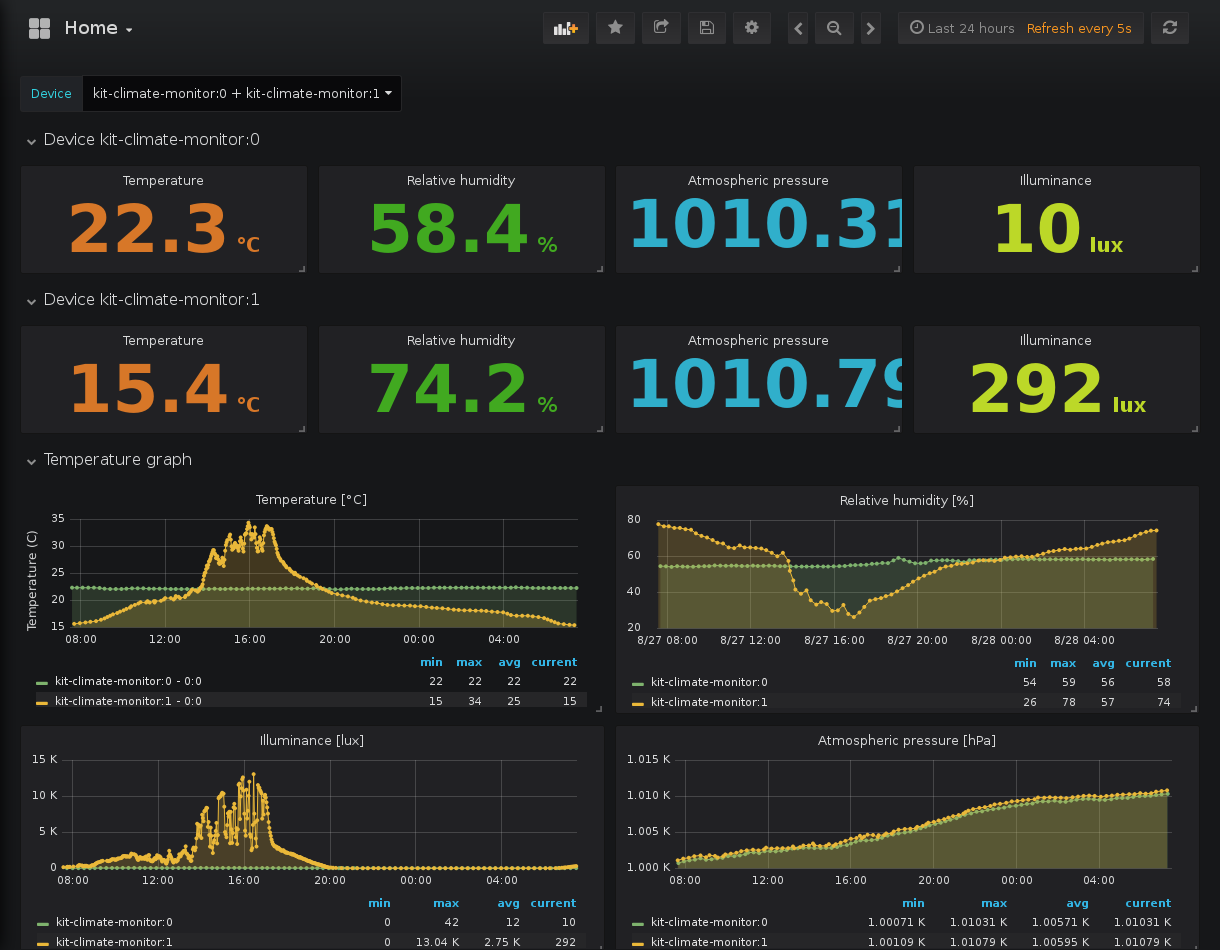 Home
Last 24 hours Refresh every 5s
Device kit-climate-monitor:0 + kit-climate-monitor:1
Device kit-climate-monitor:0
Temperature Relative humidity Atmospheric pressure Illuminance
22.3 °C 58.4 % 1010.31 10 lux
Device kit-climate-monitor:1
Temperature Relative humidity Atmospheric pressure Illuminance
15.4 °C 74.2 % 1010.79 292 lux
Temperature graph
Temperature [°C]
Temperature (C)
35
30
25
20
15
08:00 12:00 16:00 20:00 00:00 04:00
min max avg current
kit-climate-monitor:0 - 0:0 22 22 22 22
kit-climate-monitor:1 - 0:0 15 34 25 15
Relative humidity [%]
80
60
40
20
8/27 08:00 8/27 12:00 8/27 16:00 8/27 20:00 8/28 00:00 8/28 04:00
min max avg current
kit-climate-monitor:0 54 59 56 58
kit-climate-monitor:1 26 78 57 74
Illuminance [lux]
15 K
10 K
5 K
0
08:00 12:00 16:00 20:00 00:00 04:00
min max avg current
kit-climate-monitor:0 0 42 12 10
kit-climate-monitor:1 0 13.04 K 2.75 K 292
Atmospheric pressure [hPa]
1.015 K
1.010 K
1.005 K
1.000 K
08:00 12:00 16:00 20:00 00:00 04:00
min max avg current
kit-climate-monitor:0 1.00071 K 1.01031 K 1.00571 K 1.01031 K
kit-climate-monitor:1 1.00109 K 1.01079 K 1.00595 K 1.01079 K